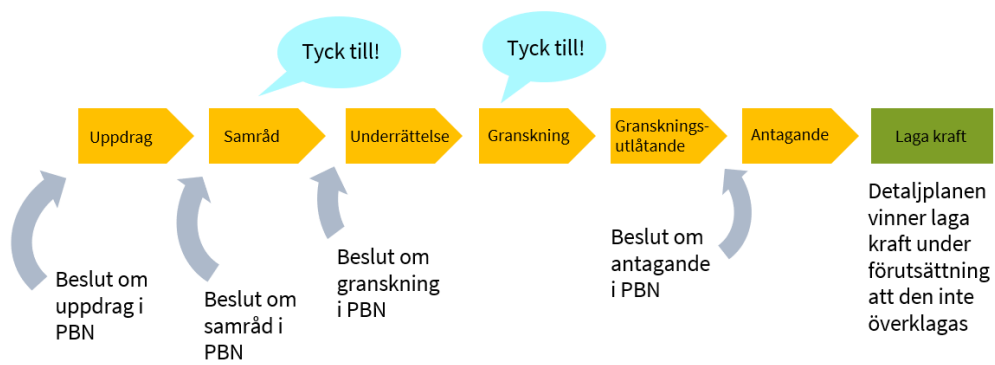 Tyck till!
Tyck till!
Uppdrag
Samråd
Underrättelse
Granskning
Gransknings-
utlåtande
Antagande
Laga kraft
Beslut om
uppdrag i
PBN
Beslut om
samråd i
PBN
Beslut om
granskning
i PBN
Beslut om
antagande
i PBN
Detaljplanen
vinner laga
kraft under
förutsättning
att den inte
överklagas